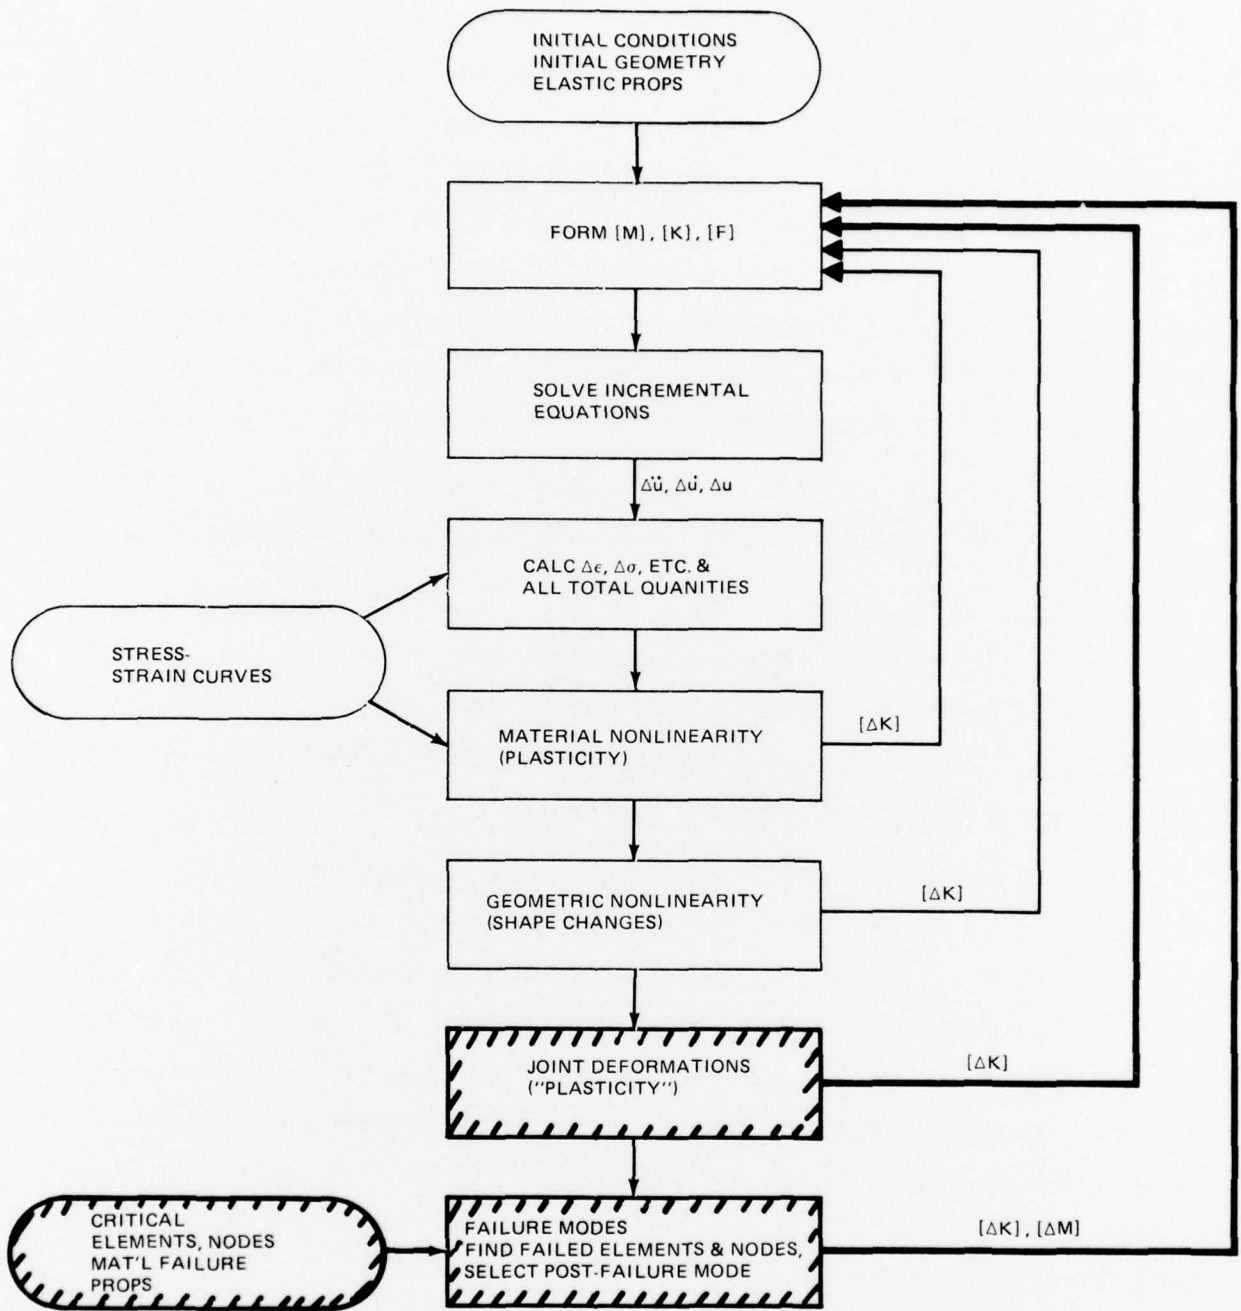 INITIAL CONDITIONS
INITIAL GEOMETRY
ELASTIC PROPS
FORM [M], [K], [F]
SOLVE INCREMENTAL
EQUATIONS
Δü, Δu̇, Δu
CALC Δϵ, Δσ, ETC. &
ALL TOTAL QUANITIES
STRESS-
STRAIN CURVES
MATERIAL NONLINEARITY
(PLASTICITY)
[ΔK]
GEOMETRIC NONLINEARITY
(SHAPE CHANGES)
[ΔK]
JOINT DEFORMATIONS
("PLASTICITY")
[ΔK]
CRITICAL
ELEMENTS, NODES
MAT'L FAILURE
PROPS
FAILURE MODES
FIND FAILED ELEMENTS & NODES,
SELECT POST-FAILURE MODE
[ΔK], [ΔM]